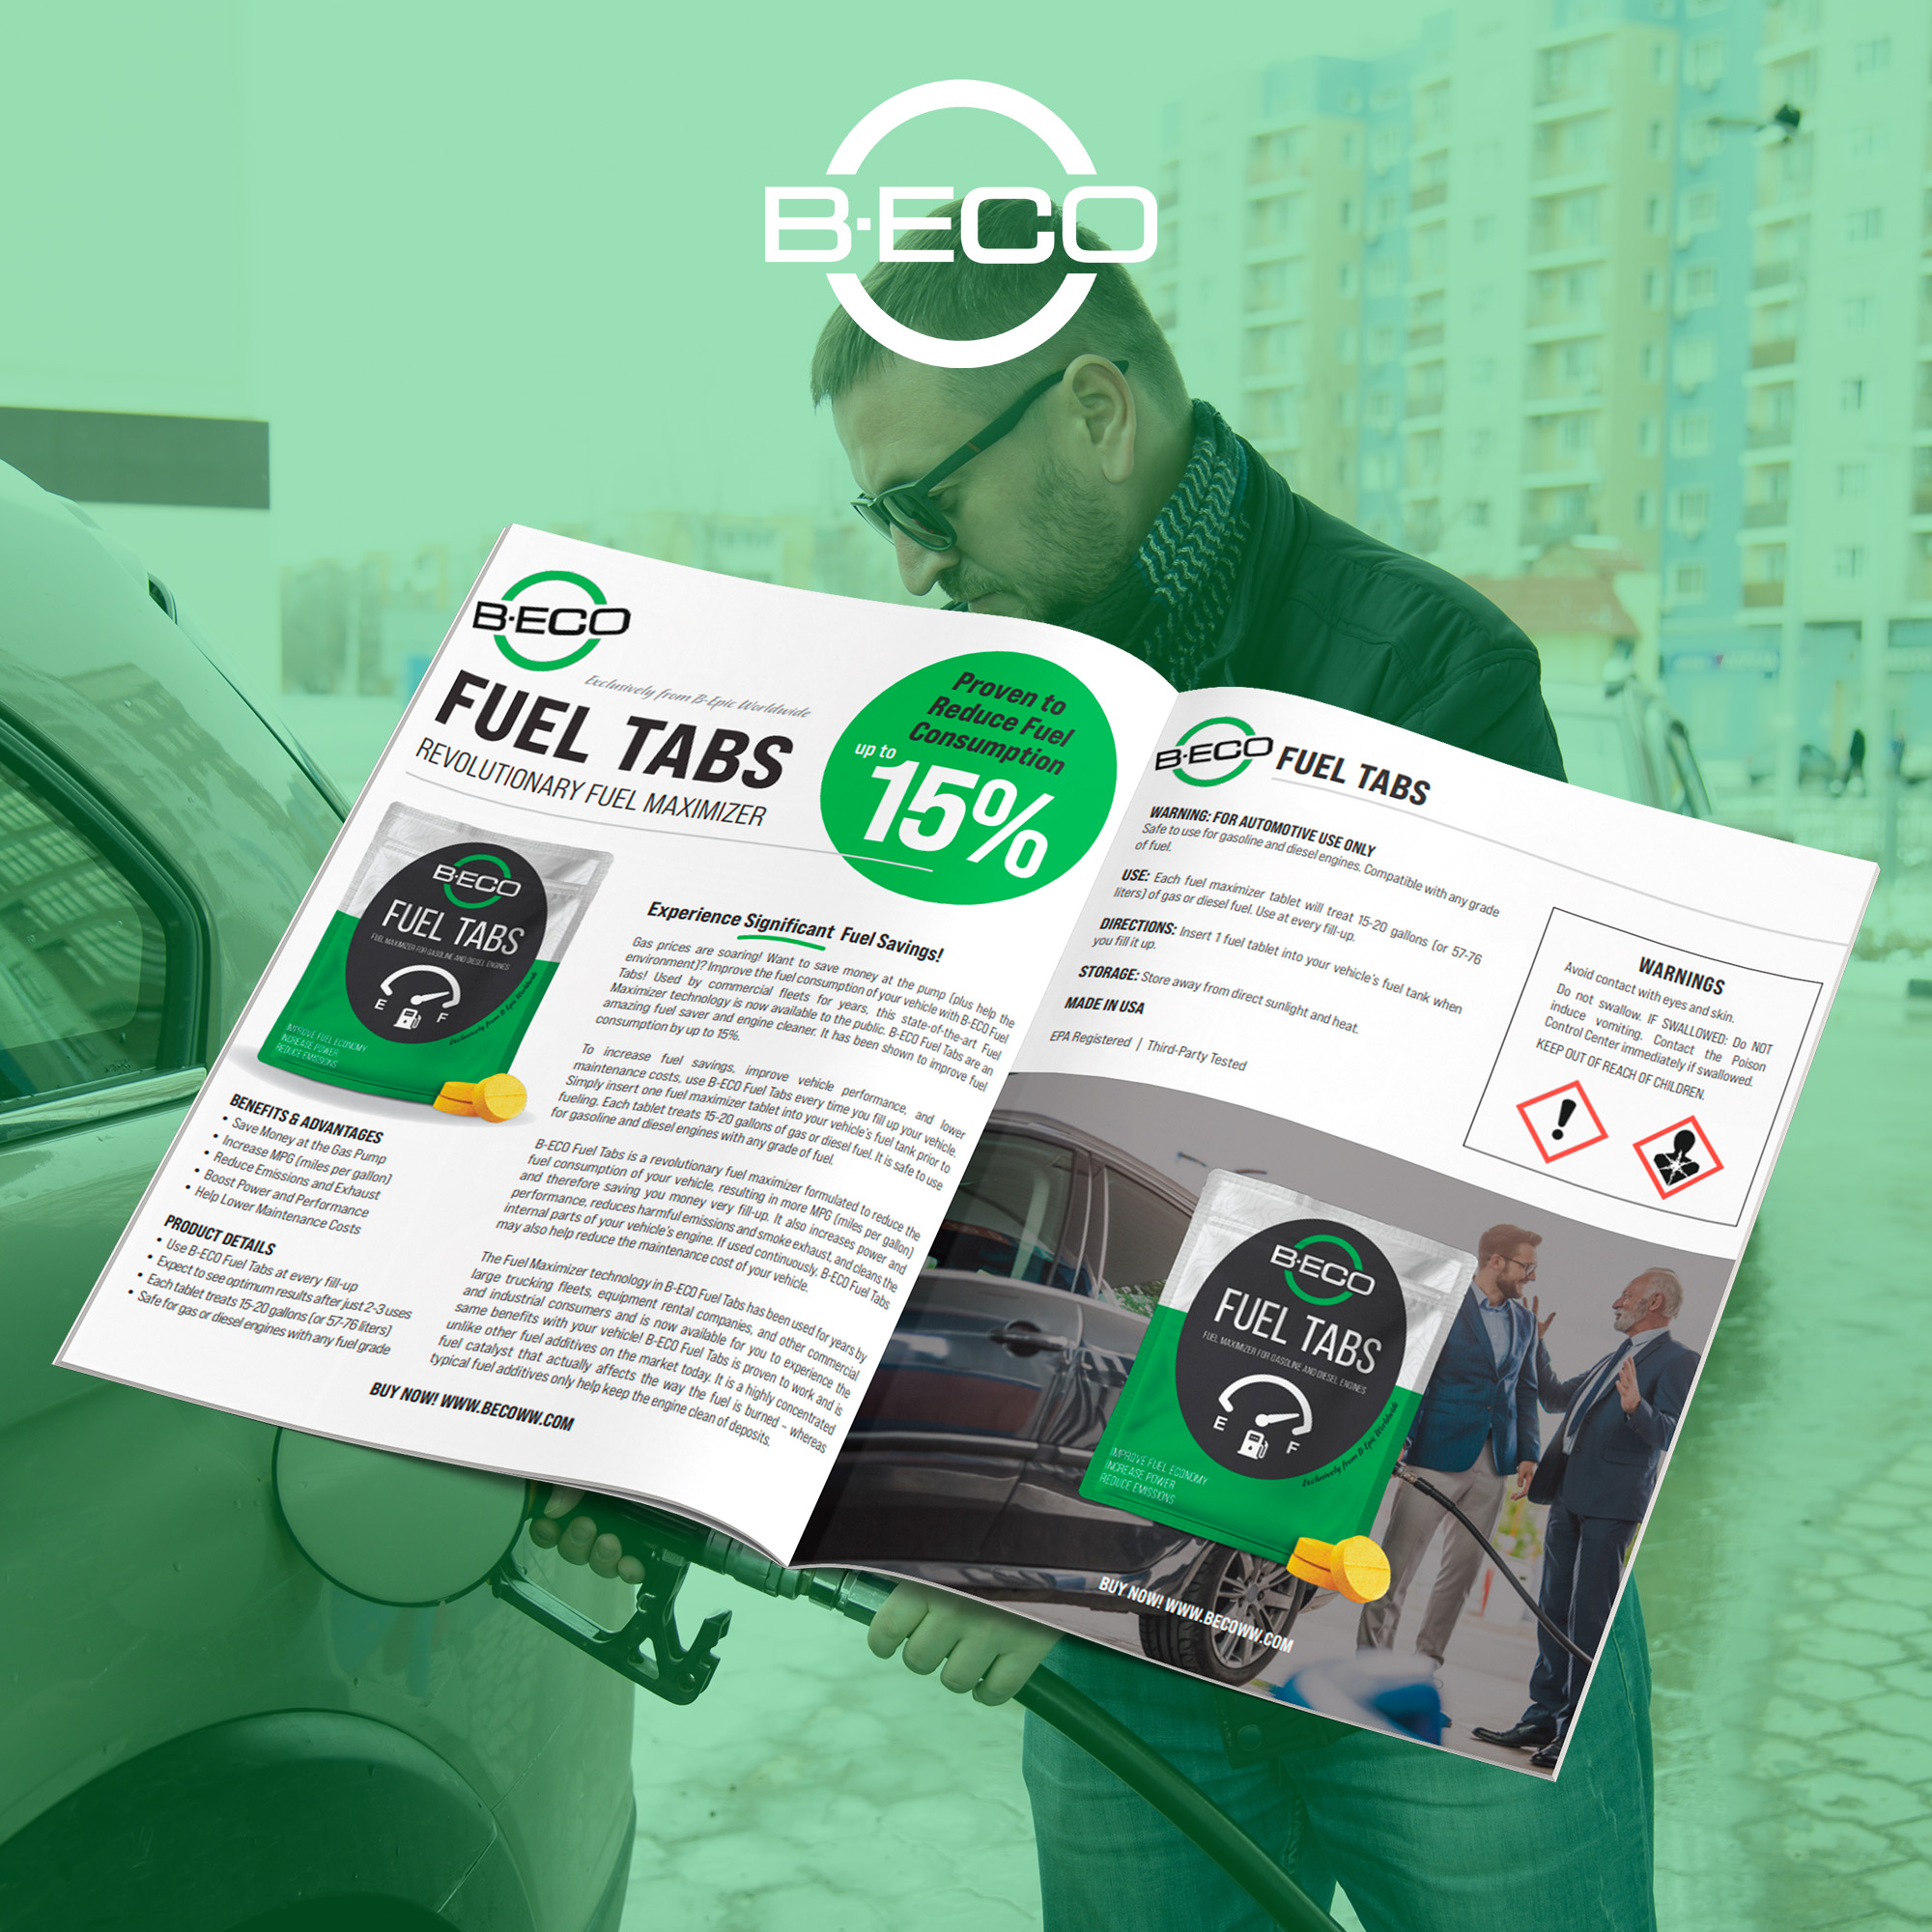 B·ECO
B·ECO
Exclusively from B-Epic Worldwide
FUEL TABS
REVOLUTIONARY FUEL MAXIMIZER
Proven to
Reduce Fuel
Consumption
up to
15%
B·ECO
FUEL TABS
FUEL MAXIMIZER FOR GASOLINE AND DIESEL ENGINES
E
F
Exclusively from B-Epic Worldwide
IMPROVE FUEL ECONOMY
INCREASE POWER
REDUCE EMISSIONS
BENEFITS & ADVANTAGES
• Save Money at the Gas Pump
• Increase MPG (miles per gallon)
• Reduce Emissions and Exhaust
• Boost Power and Performance
• Help Lower Maintenance Costs
PRODUCT DETAILS
• Use B-ECO Fuel Tabs at every fill-up
• Expect to see optimum results after just 2-3 uses
• Each tablet treats 15-20 gallons (or 57-76 liters)
• Safe for gas or diesel engines with any fuel grade
Experience Significant Fuel Savings!
Gas prices are soaring! Want to save money at the pump (plus help the
environment)? Improve the fuel consumption of your vehicle with B-ECO Fuel
Tabs! Used by commercial fleets for years, this state-of-the-art Fuel
Maximizer technology is now available to the public. B-ECO Fuel Tabs are an
amazing fuel saver and engine cleaner. It has been shown to improve fuel
consumption by up to 15%.
To increase fuel savings, improve vehicle performance, and lower
maintenance costs, use B-ECO Fuel Tabs every time you fill up your vehicle.
Simply insert one fuel maximizer tablet into your vehicle's fuel tank prior to
fueling. Each tablet treats 15-20 gallons of gas or diesel fuel. It is safe to use
for gasoline and diesel engines with any grade of fuel.
B-ECO Fuel Tabs is a revolutionary fuel maximizer formulated to reduce the
fuel consumption of your vehicle, resulting in more MPG (miles per gallon)
and therefore saving you money very fill-up. It also increases power and
performance, reduces harmful emissions and smoke exhaust, and cleans the
internal parts of your vehicle's engine. If used continuously, B-ECO Fuel Tabs
may also help reduce the maintenance cost of your vehicle.
The Fuel Maximizer technology in B-ECO Fuel Tabs has been used for years by
large trucking fleets, equipment rental companies, and other commercial
and industrial consumers and is now available for you to experience the
same benefits with your vehicle! B-ECO Fuel Tabs is proven to work and is
unlike other fuel additives on the market today. It is a highly concentrated
fuel catalyst that actually affects the way the fuel is burned – whereas
typical fuel additives only help keep the engine clean of deposits.
BUY NOW! WWW.BECOWW.COM
B·ECO FUEL TABS
WARNING: FOR AUTOMOTIVE USE ONLY
Safe to use for gasoline and diesel engines. Compatible with any grade
of fuel.
USE: Each fuel maximizer tablet will treat 15-20 gallons (or 57-76
liters) of gas or diesel fuel. Use at every fill-up.
DIRECTIONS: Insert 1 fuel tablet into your vehicle's fuel tank when
you fill it up.
STORAGE: Store away from direct sunlight and heat.
MADE IN USA
EPA Registered | Third-Party Tested
WARNINGS
Avoid contact with eyes and skin.
Do not swallow. IF SWALLOWED: Do NOT
induce vomiting. Contact the Poison
Control Center immediately if swallowed.
KEEP OUT OF REACH OF CHILDREN.
B·ECO
FUEL TABS
FUEL MAXIMIZER FOR GASOLINE AND DIESEL ENGINES
E
F
Exclusively from B-Epic Worldwide
IMPROVE FUEL ECONOMY
INCREASE POWER
REDUCE EMISSIONS
BUY NOW! WWW.BECOWW.COM